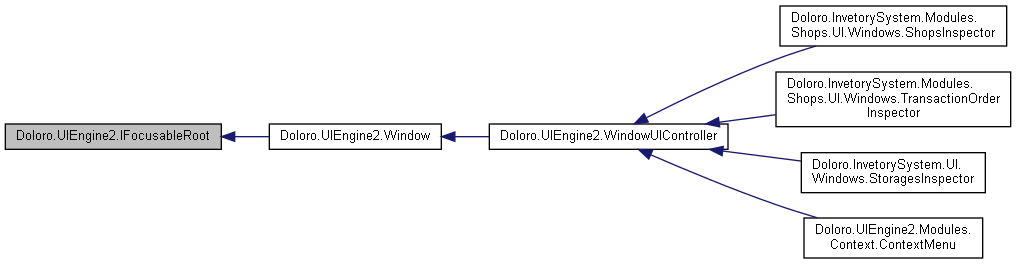 Doloro.InvetorySystem.Modules.
Shops.UI.Windows.ShopsInspector
Doloro.InvetorySystem.Modules.
Shops.UI.Windows.TransactionOrder
Inspector
Doloro.UIEngine2.IFocusableRoot
Doloro.UIEngine2.Window
Doloro.UIEngine2.WindowUIController
Doloro.InvetorySystem.UI.
Windows.StoragesInspector
Doloro.UIEngine2.Modules.
Context.ContextMenu